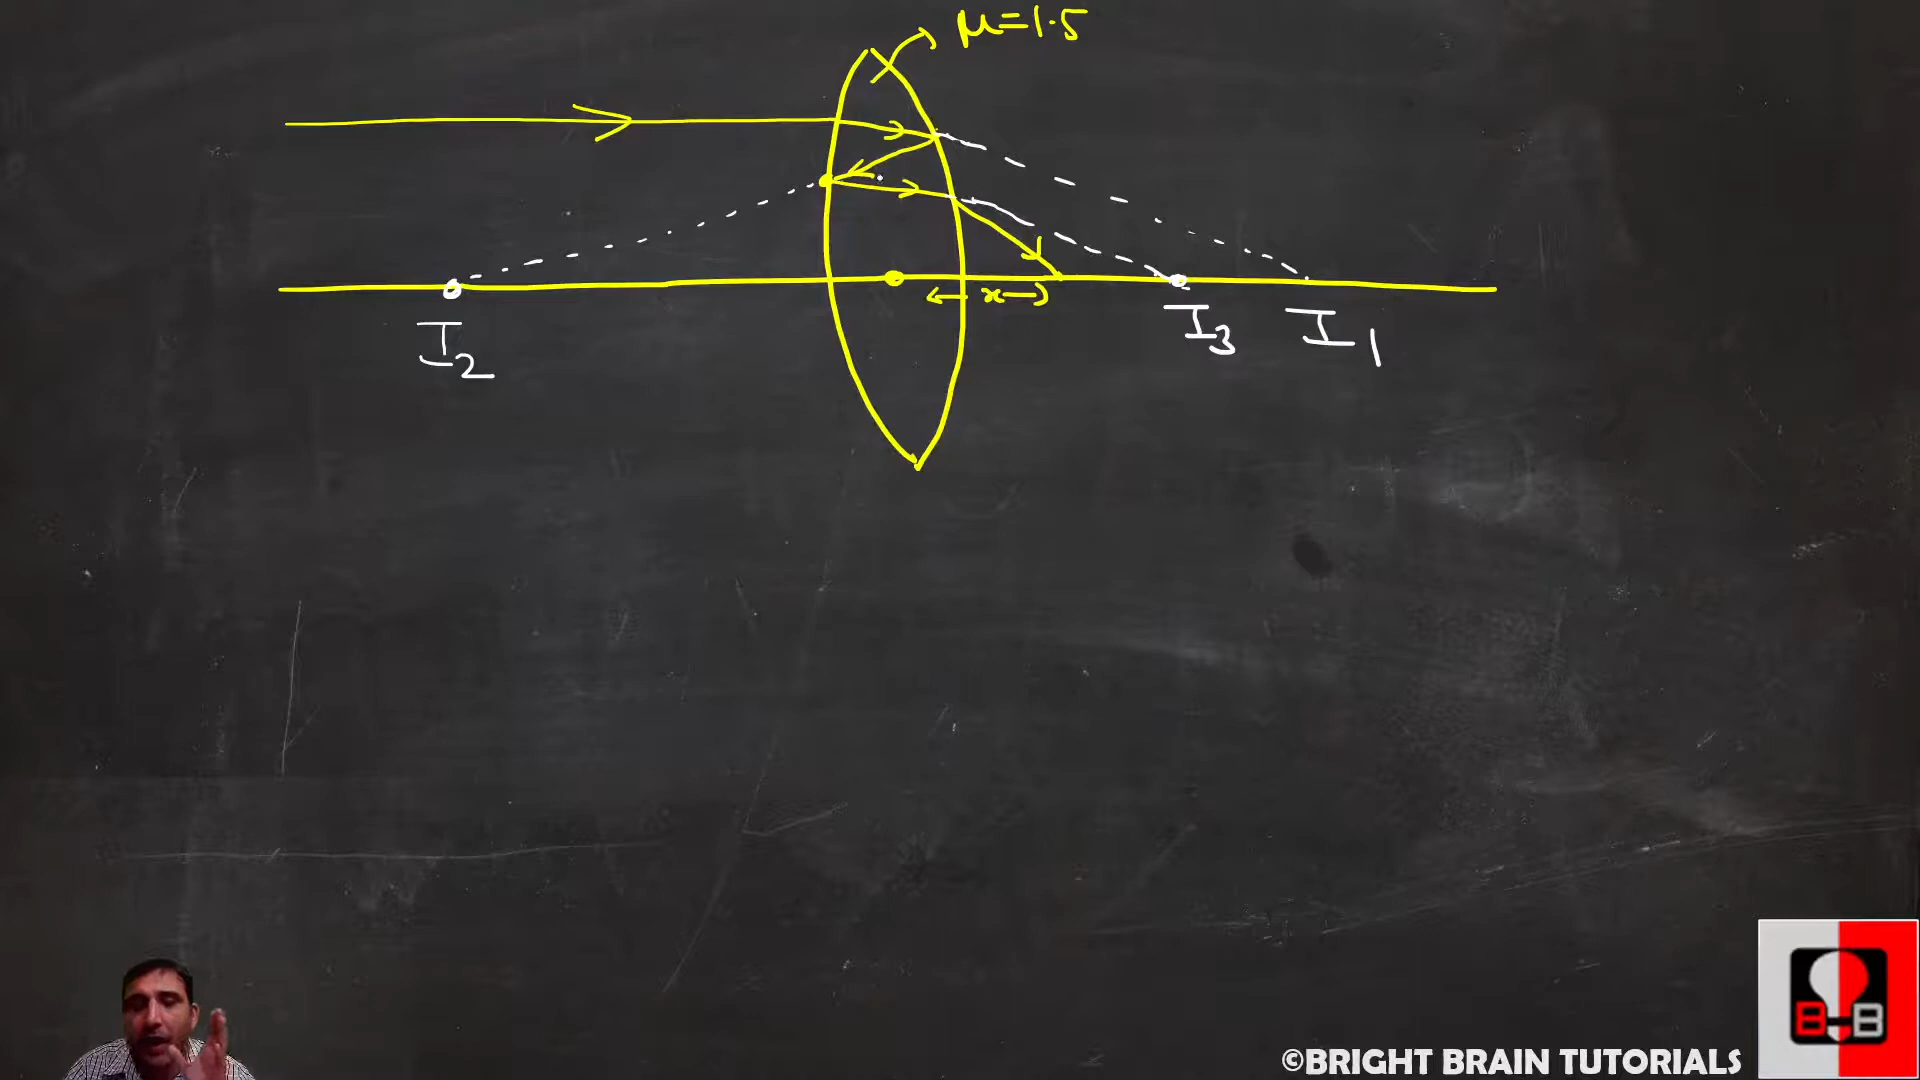 μ=1.5
x
I2
I3
I1
B B
©BRIGHT BRAIN TUTORIALS